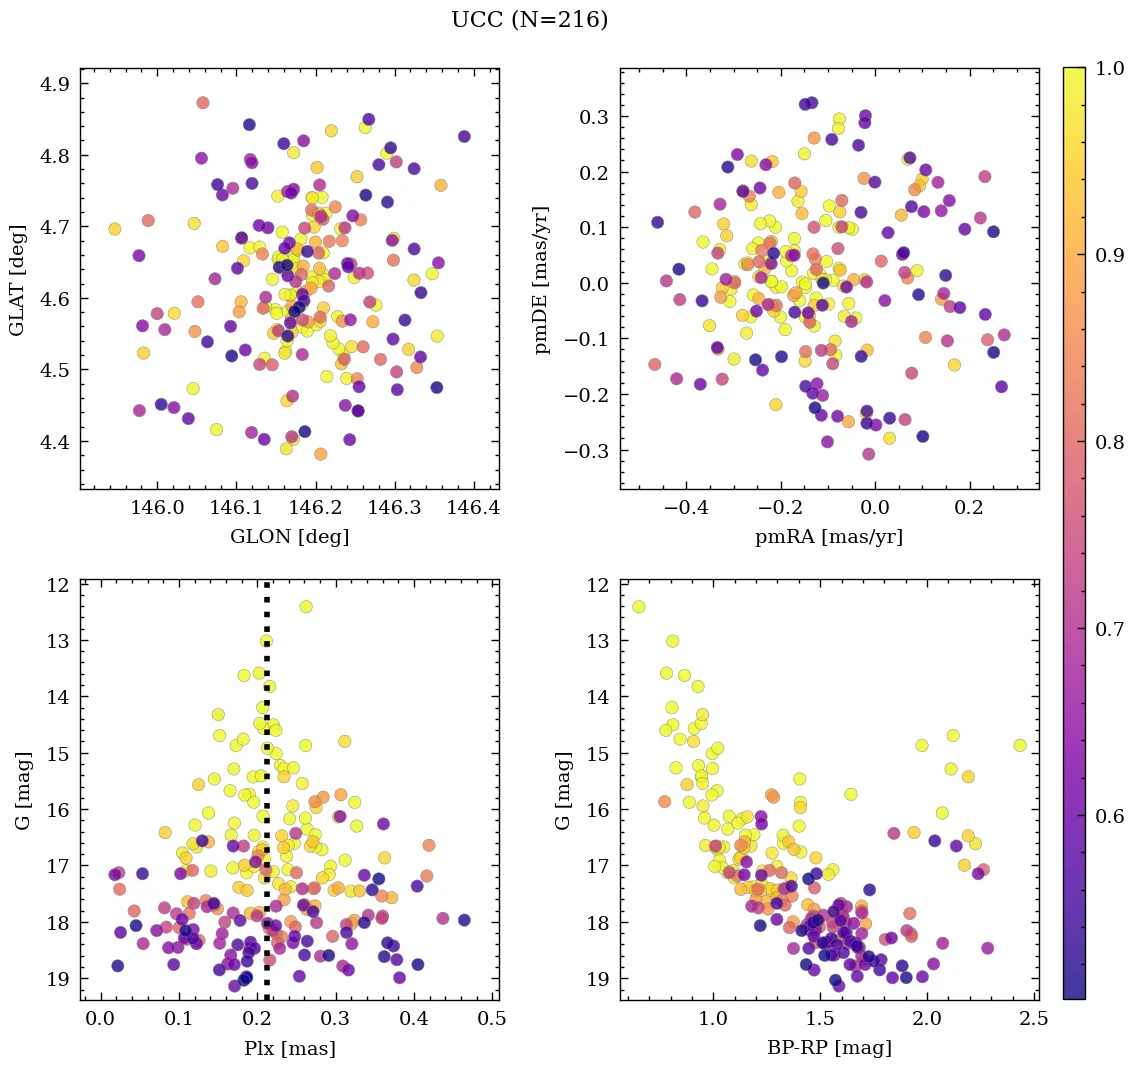 UCC (N=216)
4.9
4.8
4.7
4.6
4.5
4.4
GLAT [deg]
146.0 146.1 146.2 146.3 146.4
GLON [deg]
0.3
0.2
0.1
0.0
−0.1
−0.2
−0.3
pmDE [mas/yr]
−0.4 −0.2 0.0 0.2
pmRA [mas/yr]
1.0
0.9
0.8
0.7
0.6
12
13
14
15
16
17
18
19
G [mag]
0.0 0.1 0.2 0.3 0.4 0.5
Plx [mas]
12
13
14
15
16
17
18
19
G [mag]
1.0 1.5 2.0 2.5
BP-RP [mag]